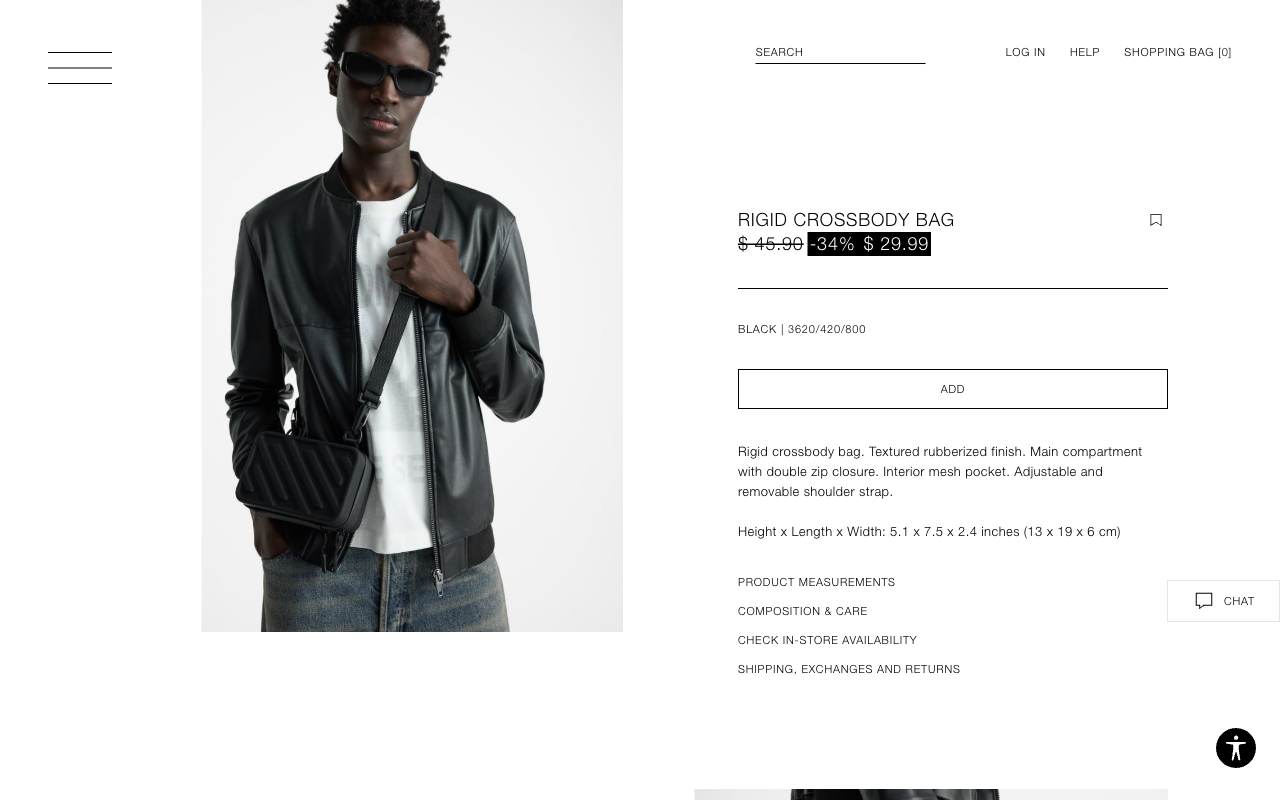 SEARCH
LOG IN
HELP
SHOPPING BAG [0]
RIGID CROSSBODY BAG
$ 45.90 -34% $ 29.99
BLACK | 3620/420/800
ADD
Rigid crossbody bag. Textured rubberized finish. Main compartment
with double zip closure. Interior mesh pocket. Adjustable and
removable shoulder strap.
Height x Length x Width: 5.1 x 7.5 x 2.4 inches (13 x 19 x 6 cm)
PRODUCT MEASUREMENTS
COMPOSITION & CARE
CHECK IN-STORE AVAILABILITY
SHIPPING, EXCHANGES AND RETURNS
CHAT